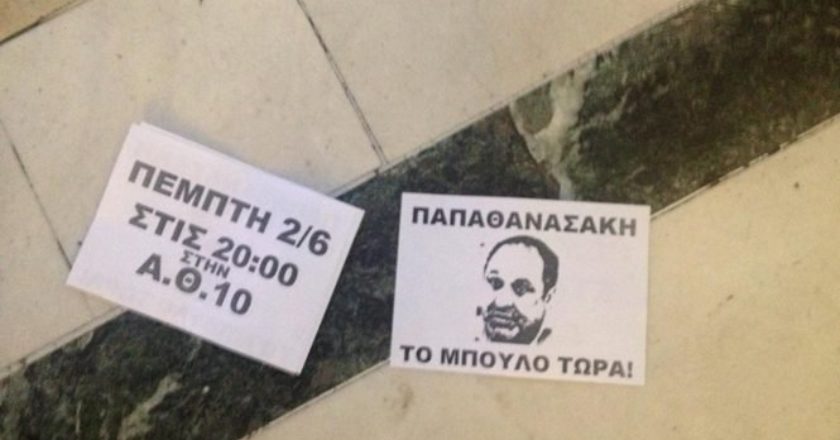 ΠΕΜΠΤΗ 2/6
ΣΤΙΣ 20:00
ΣΤΗΝ
Α.Θ.10
ΠΑΠΑΘΑΝΑΣΑΚΗ
ΤΟ ΜΠΟΥΛΟ ΤΩΡΑ!